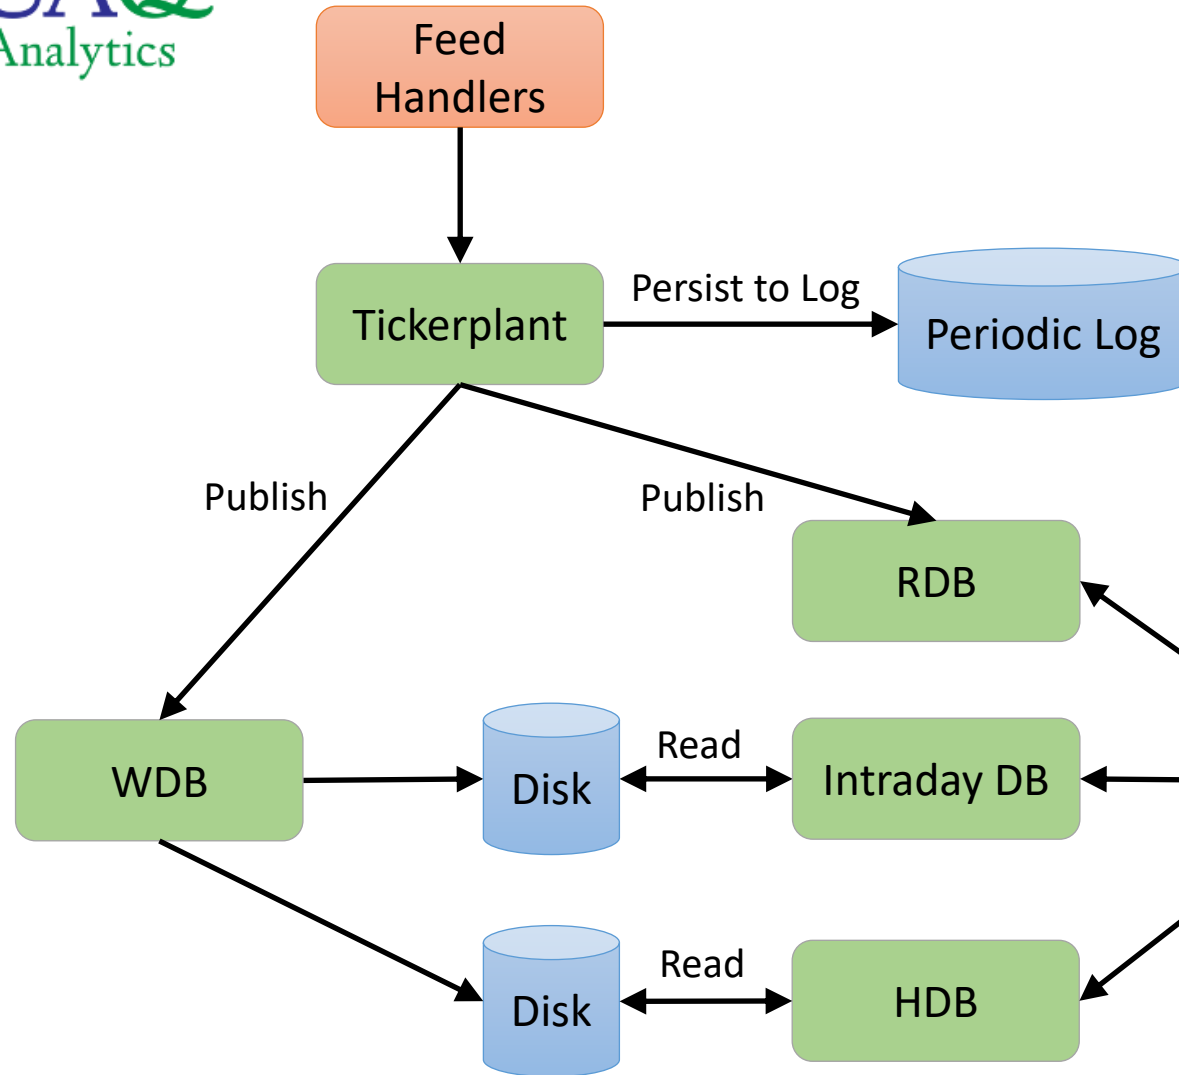 Analytics
Feed
Handlers
Tickerplant
Persist to Log
Periodic Log
Publish
Publish
RDB
WDB
Disk
Read
Intraday DB
Disk
Read
HDB